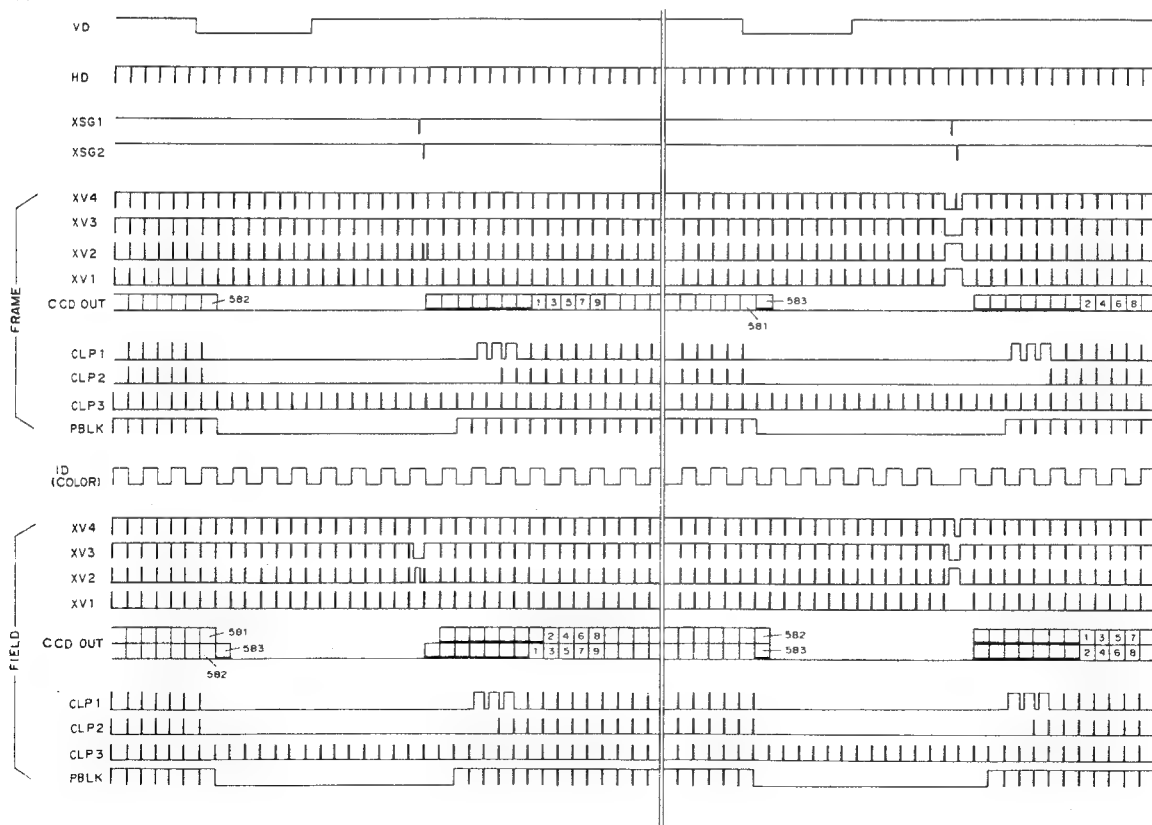 VD
HD
XSG1
XSG2
FRAME
XV4
XV3
XV2
XV1
CCD OUT 582 1 3 5 7 9 583 2 4 6 8
581
CLP1
CLP2
CLP3
PBLK
ID
(COLOR)
FIELD
XV4
XV3
XV2
XV1
CCD OUT
581 2 4 6 8 582 1 3 5 7
583 1 3 5 7 9 583 2 4 6 8
582
CLP1
CLP2
CLP3
PBLK